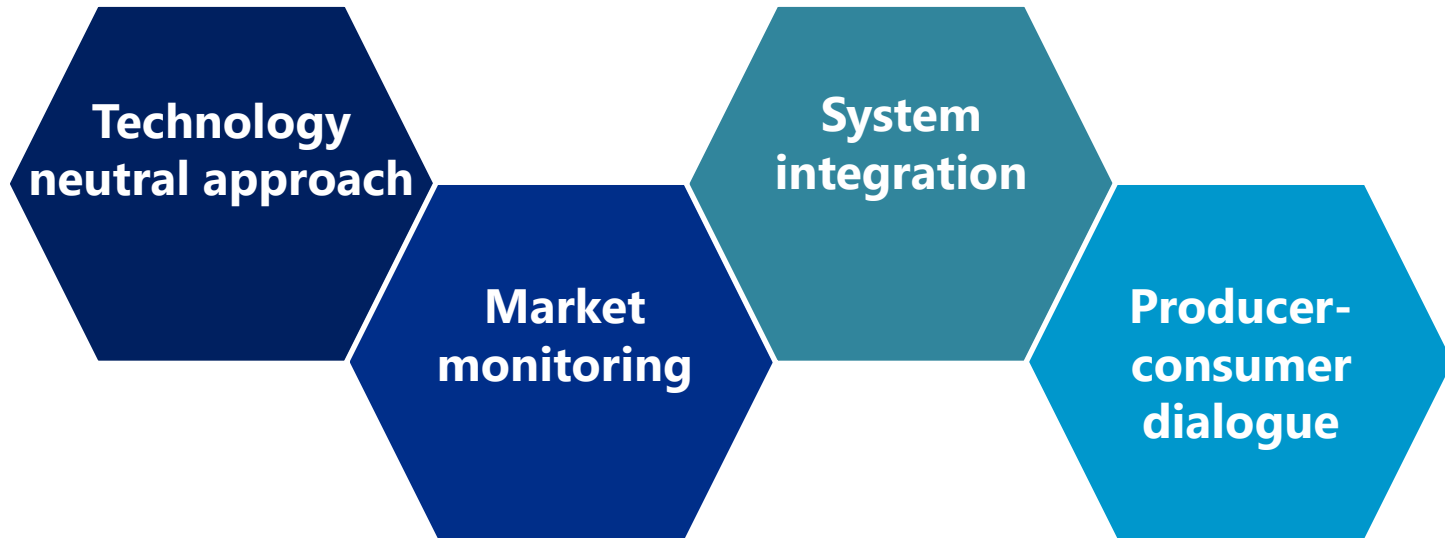 Technology
neutral approach
Market
monitoring
System
integration
Producer-
consumer
dialogue